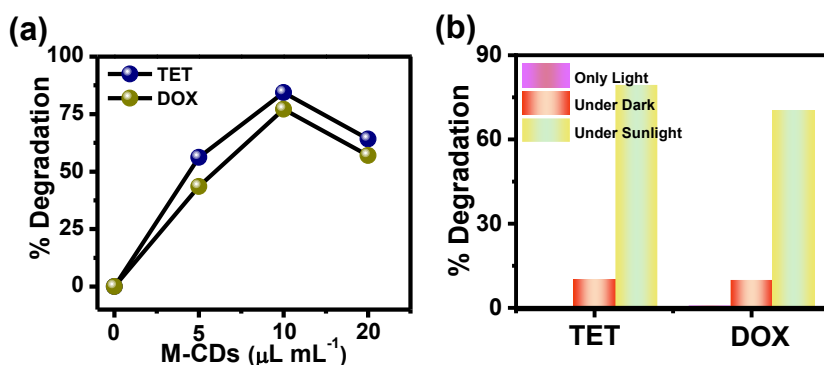 (a)
100
75
50
25
0
% Degradation
TET
DOX
0 5 10 20
M-CDs (μL mL⁻¹)
(b)
90
60
30
0
% Degradation
Only Light
Under Dark
Under Sunlight
TET DOX